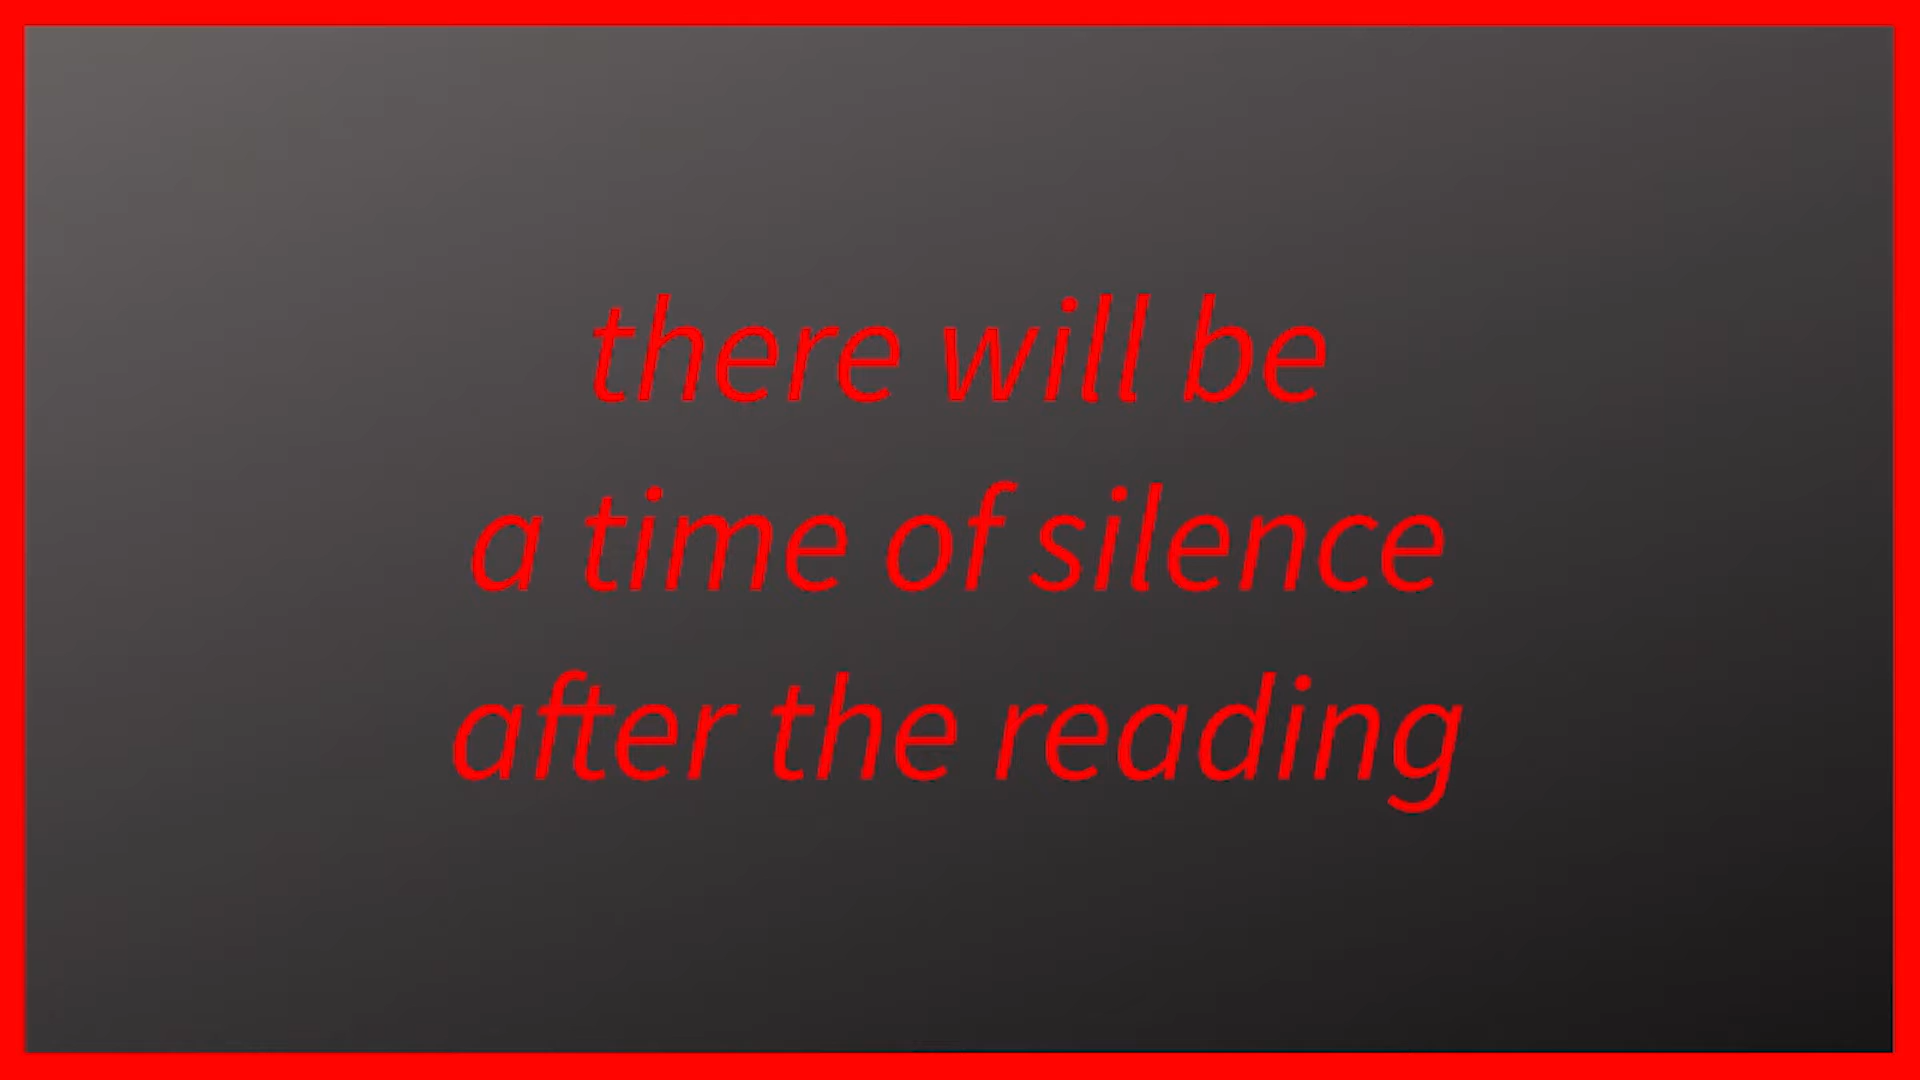 there will be
a time of silence
after the reading